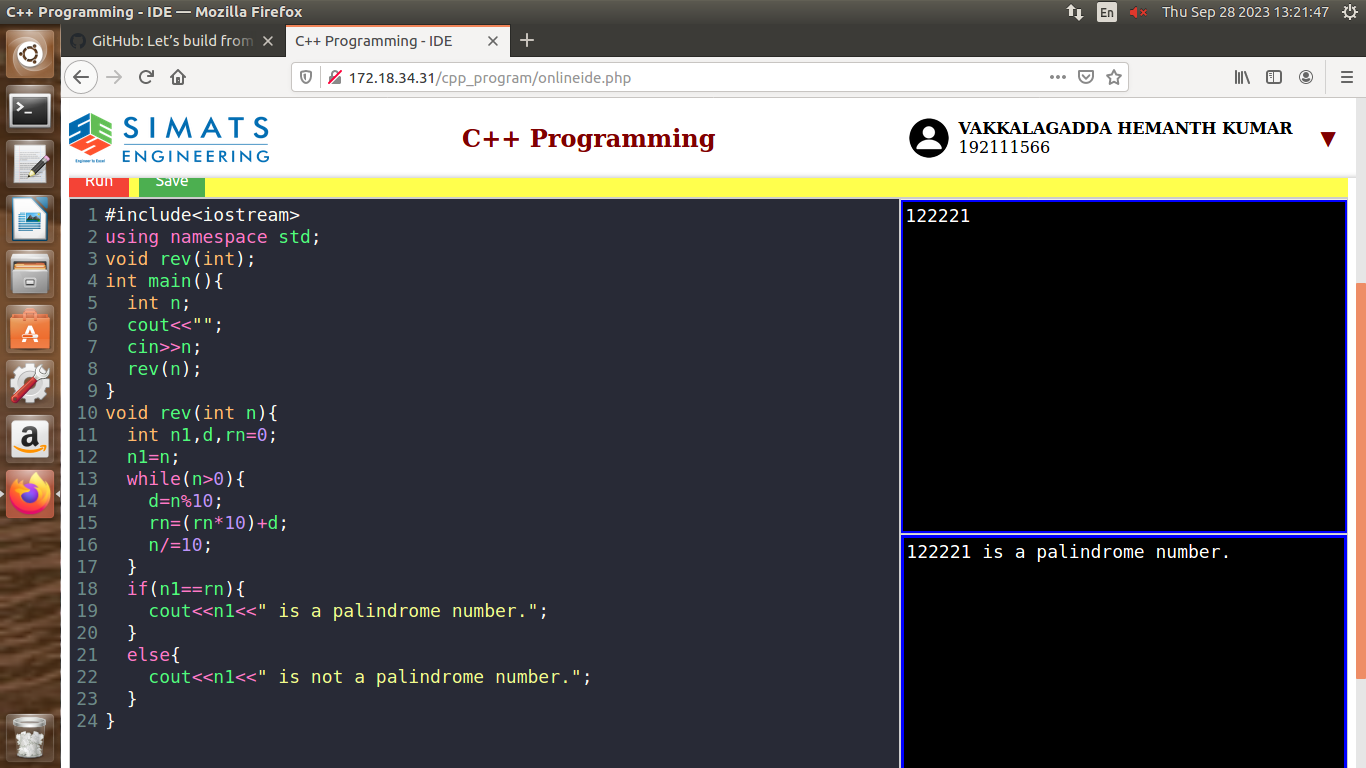 C++ Programming - IDE — Mozilla Firefox
En
Thu Sep 28 2023 13:21:47
GitHub: Let's build from
C++ Programming - IDE
172.18.34.31/cpp_program/onlineide.php
SIMATS
ENGINEERING
Engineer to Excel
C++ Programming
VAKKALAGADDA HEMANTH KUMAR
192111566
Run
Save
1 #include<iostream>
2 using namespace std;
3 void rev(int);
4 int main(){
5 int n;
6 cout<<"";
7 cin>>n;
8 rev(n);
9 }
10 void rev(int n){
11 int n1,d,rn=0;
12 n1=n;
13 while(n>0){
14 d=n%10;
15 rn=(rn*10)+d;
16 n/=10;
17 }
18 if(n1==rn){
19 cout<<n1<<" is a palindrome number.";
20 }
21 else{
22 cout<<n1<<" is not a palindrome number.";
23 }
24 }
122221
122221 is a palindrome number.